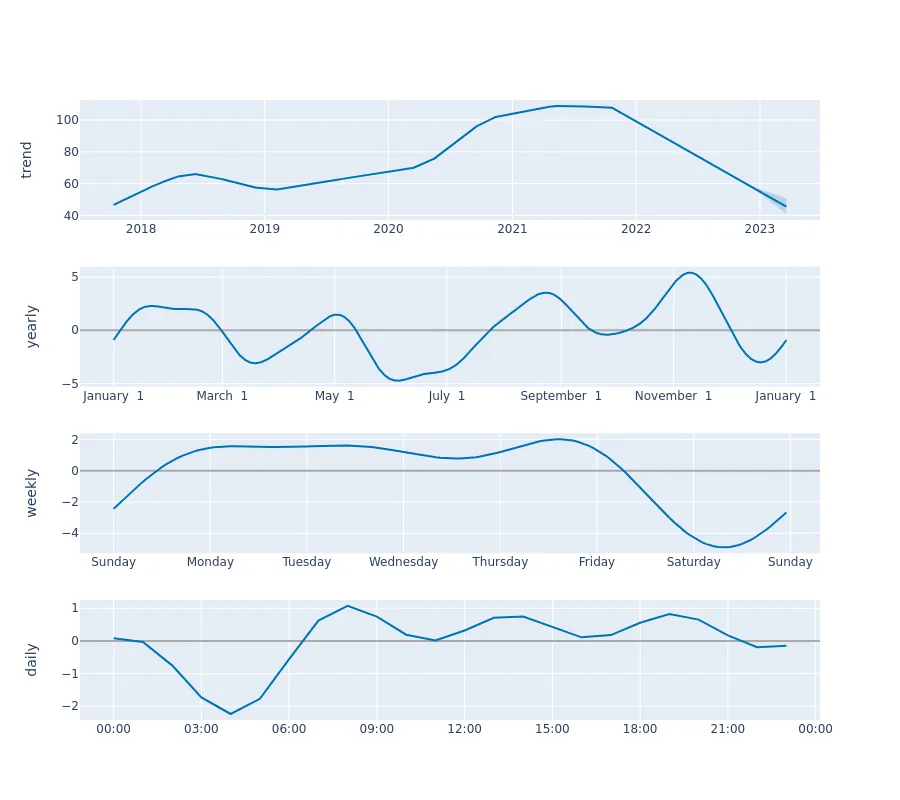 trend
100
80
60
40
2018 2019 2020 2021 2022 2023
yearly
5
0
−5
January 1 March 1 May 1 July 1 September 1 November 1 January 1
weekly
2
0
−2
−4
Sunday Monday Tuesday Wednesday Thursday Friday Saturday Sunday
daily
1
0
−1
−2
00:00 03:00 06:00 09:00 12:00 15:00 18:00 21:00 00:00